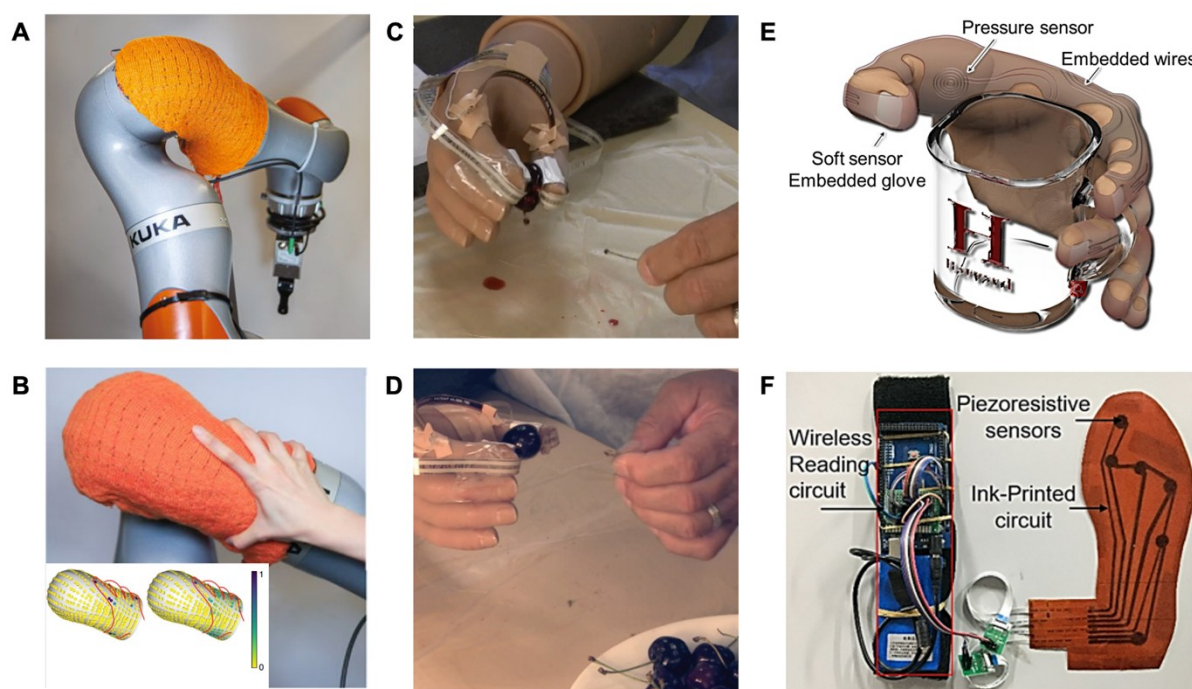 A
KUKA
B
1
0
C
D
E
Pressure sensor
Embedded wires
Soft sensor
Embedded glove
H
Harvard
F
Wireless
Reading
circuit
Piezoresistive
sensors
Ink-Printed
circuit